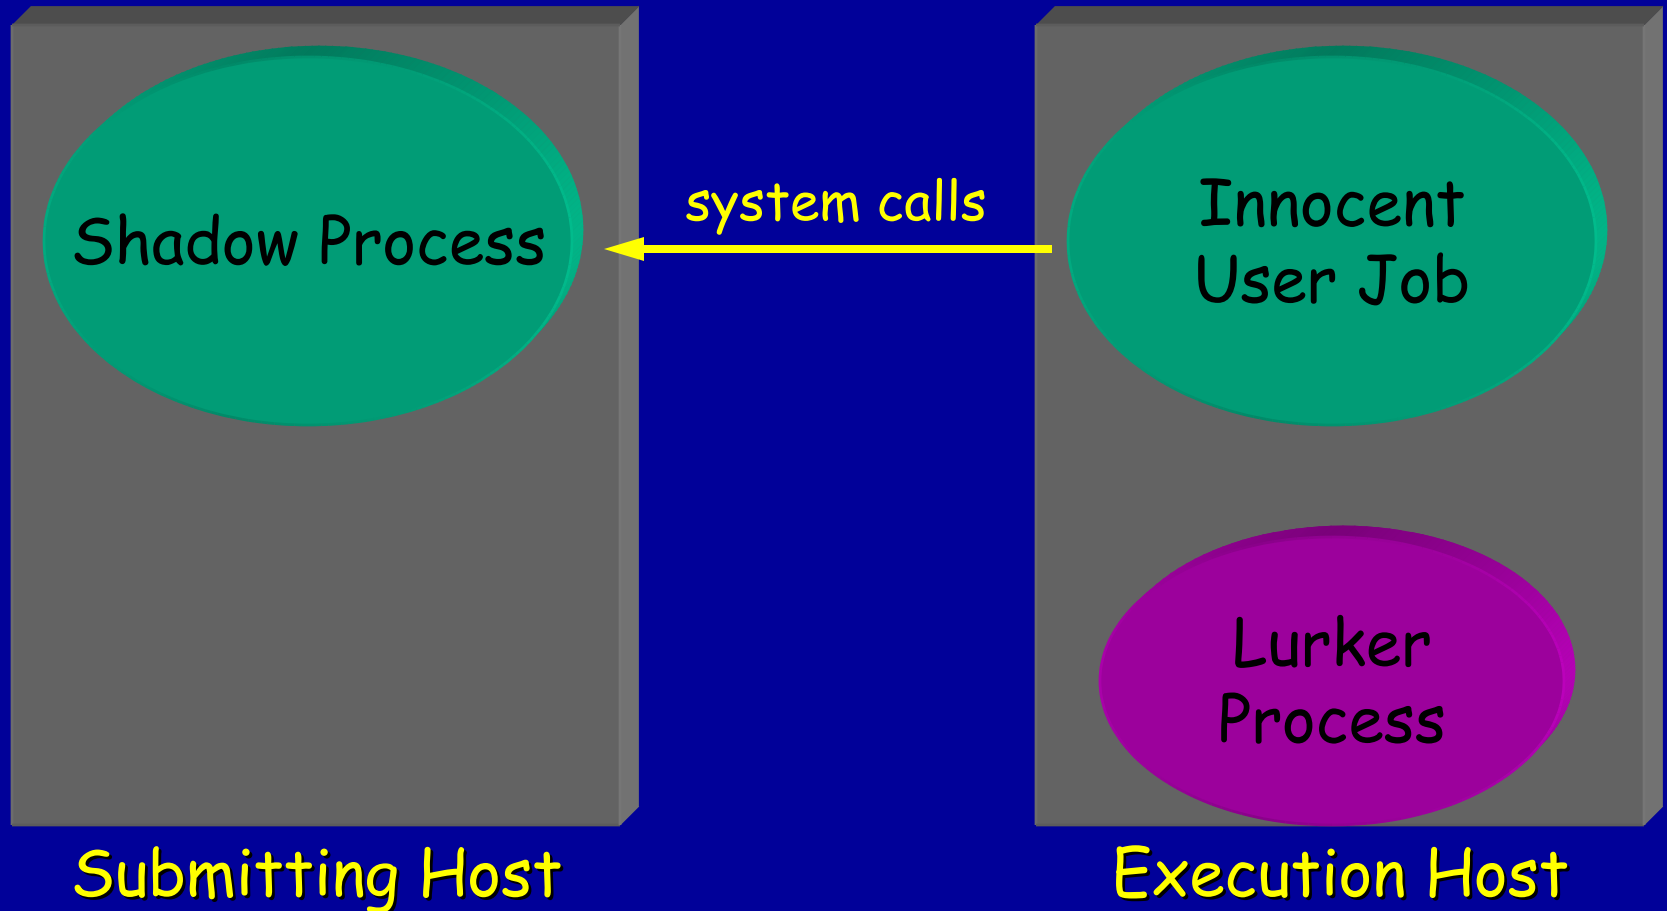 Shadow Process
system calls
Innocent
User Job
Lurker
Process
Submitting Host
Execution Host